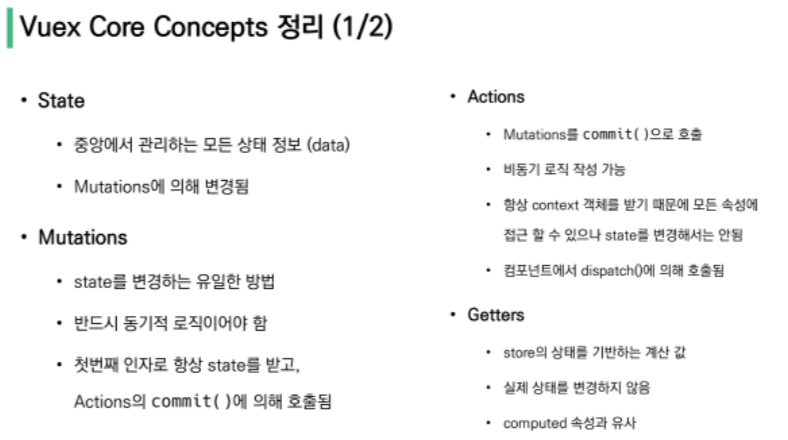 Vuex Core Concepts 정리 (1/2)
• State
• 중앙에서 관리하는 모든 상태 정보 (data)
• Mutations에 의해 변경됨
• Mutations
• state를 변경하는 유일한 방법
• 반드시 동기적 로직이어야 함
• 첫번째 인자로 항상 state를 받고,
Actions의 commit()에 의해 호출됨
• Actions
• Mutations를 commit()으로 호출
• 비동기 로직 작성 가능
• 항상 context 객체를 받기 때문에 모든 속성에
접근 할 수 있으나 state를 변경해서는 안됨
• 컴포넌트에서 dispatch()에 의해 호출됨
• Getters
• store의 상태를 기반하는 계산 값
• 실제 상태를 변경하지 않음
• computed 속성과 유사